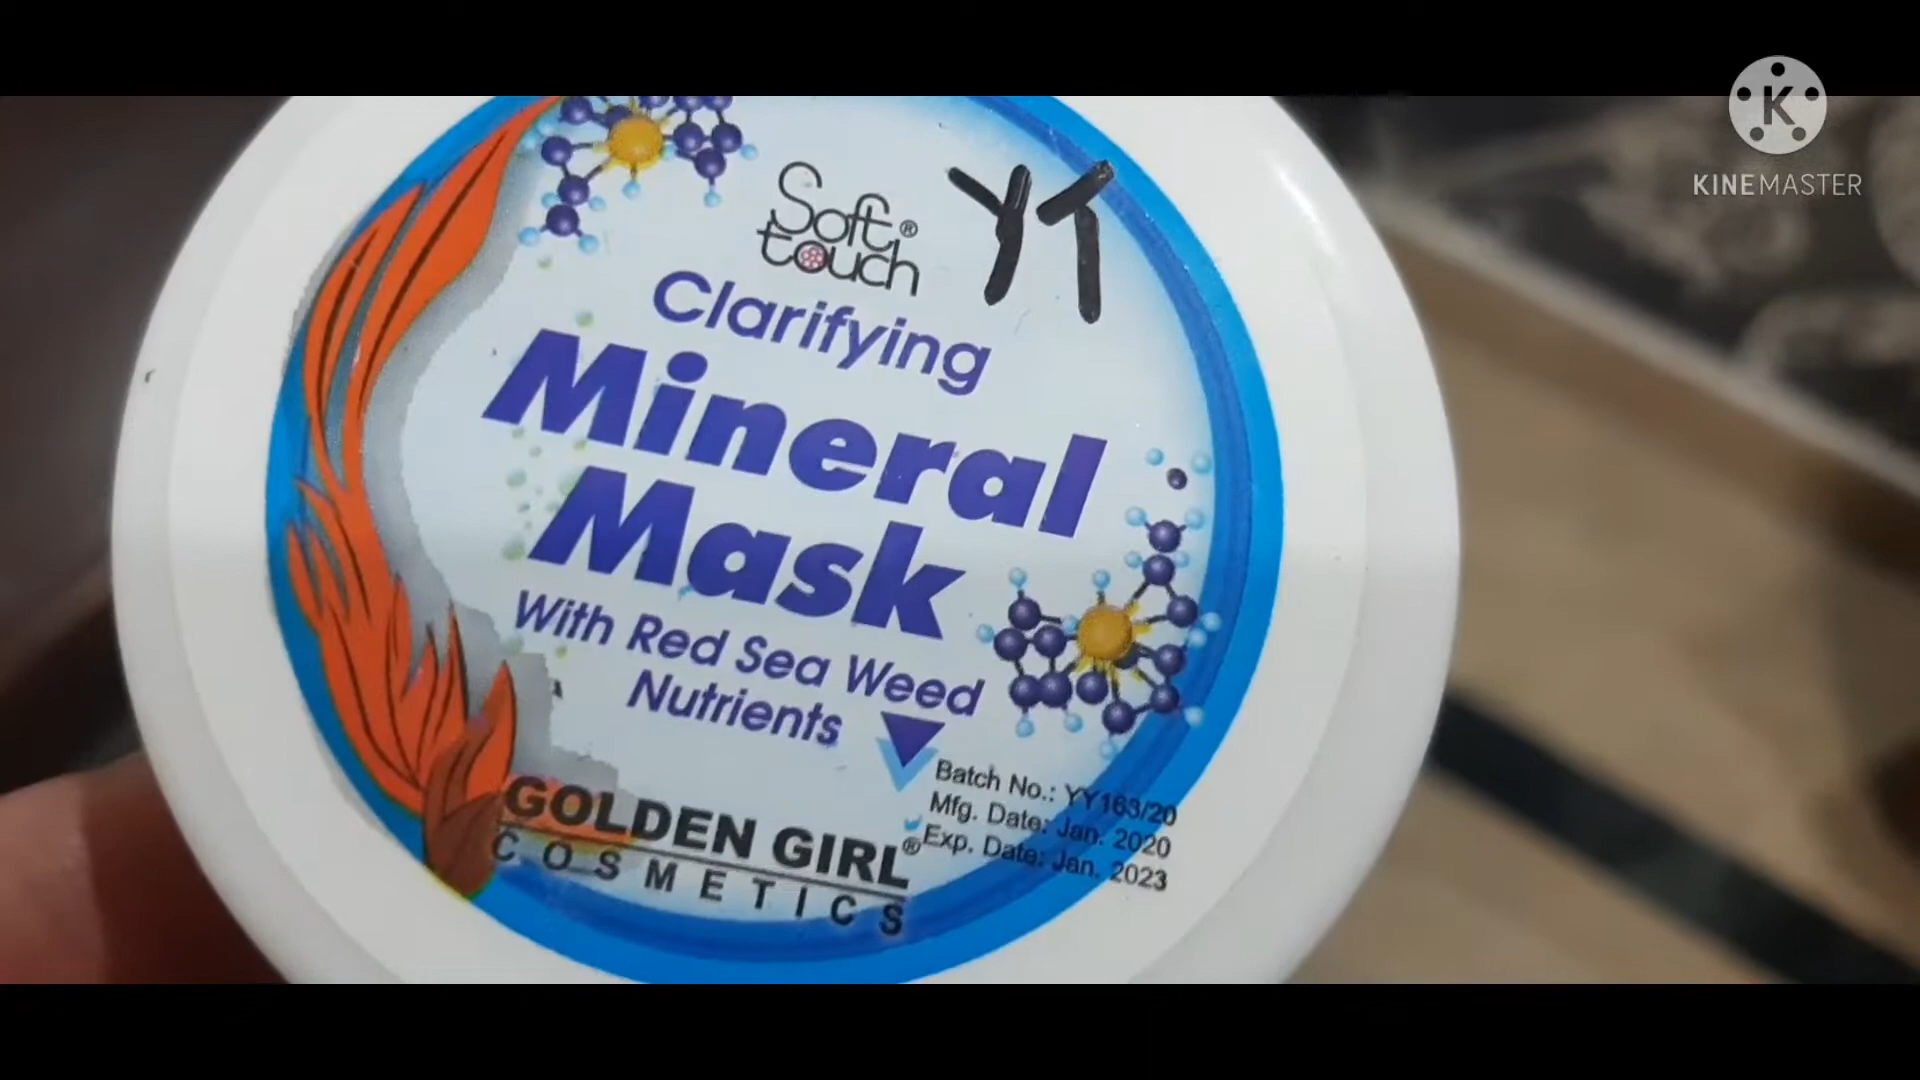 Soft®
touch
YT
Clarifying
Mineral
Mask
With Red Sea Weed
Nutrients
GOLDEN GIRL®
COSMETICS
Batch No.: YY163/20
Mfg. Date: Jan. 2020
Exp. Date: Jan. 2023
K
KINEMASTER